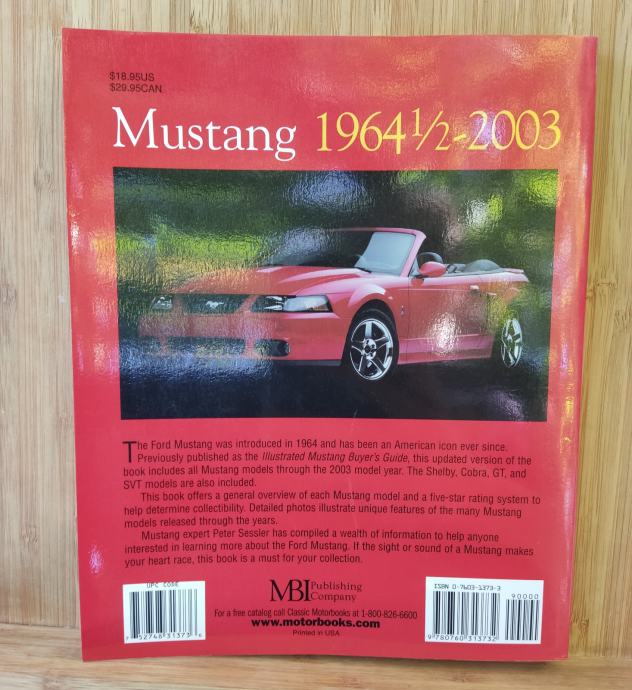 $18.95US
$29.95CAN
Mustang 1964½-2003
The Ford Mustang was introduced in 1964 and has been an American icon ever since.
Previously published as the Illustrated Mustang Buyer's Guide, this updated version of the
book includes all Mustang models through the 2003 model year. The Shelby, Cobra, GT, and
SVT models are also included.
This book offers a general overview of each Mustang model and a five-star rating system to
help determine collectibility. Detailed photos illustrate unique features of the many Mustang
models released through the years.
Mustang expert Peter Sessler has compiled a wealth of information to help anyone
interested in learning more about the Ford Mustang. If the sight or sound of a Mustang makes
your heart race, this book is a must for your collection.
UPC CODE
7 52748 31373 6
MBI Publishing
Company
For a free catalog call Classic Motorbooks at 1-800-826-6600
www.motorbooks.com
Printed in USA
ISBN 0-7603-1373-3
90000
9 780760 313732